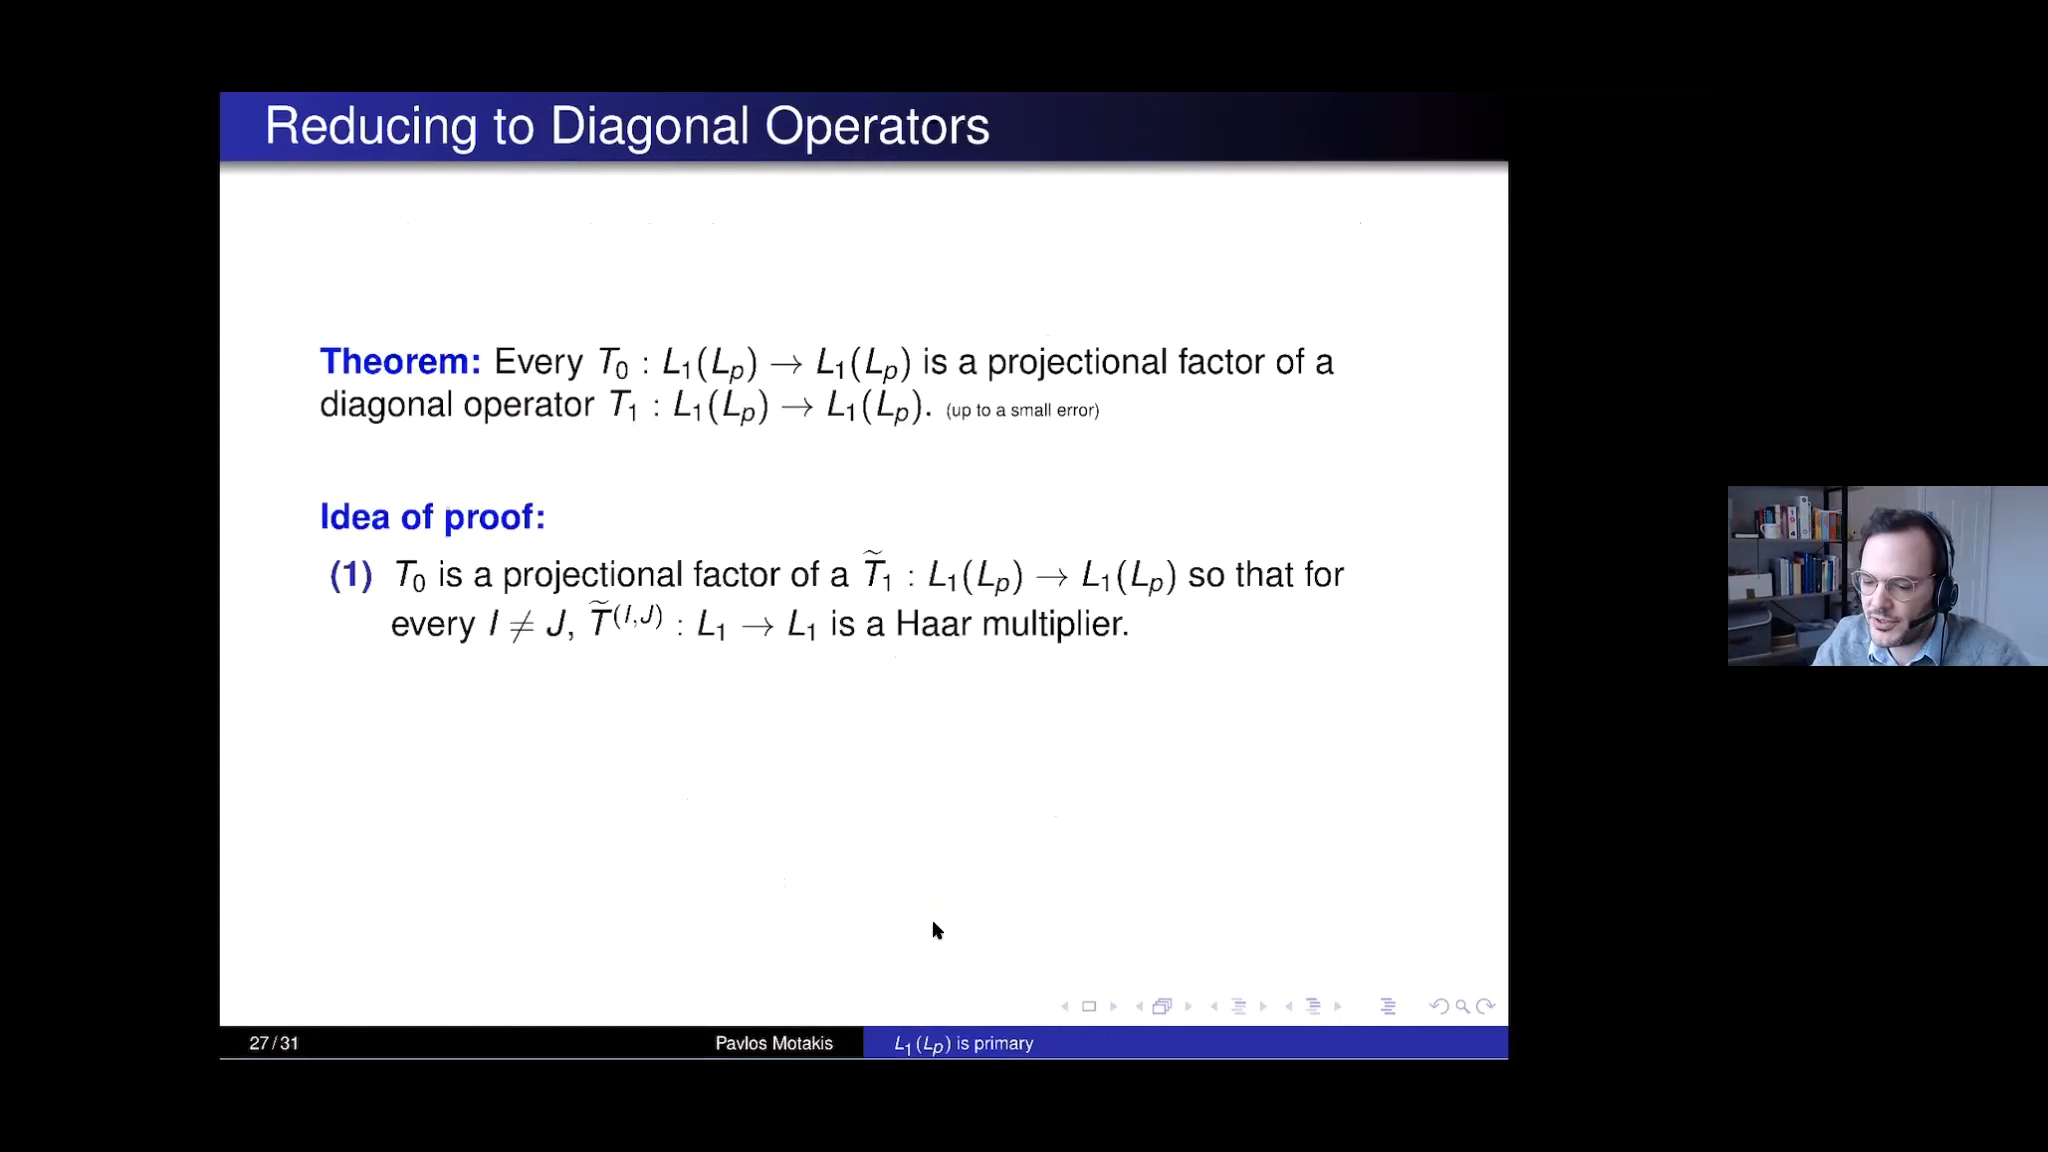 Reducing to Diagonal Operators
Theorem: Every T₀ : L₁(Lₚ) → L₁(Lₚ) is a projectional factor of a
diagonal operator T₁ : L₁(Lₚ) → L₁(Lₚ). (up to a small error)
Idea of proof:
(1) T₀ is a projectional factor of a T̃₁ : L₁(Lₚ) → L₁(Lₚ) so that for
every I ≠ J, T̃^(I,J) : L₁ → L₁ is a Haar multiplier.
27/31 Pavlos Motakis L₁(Lₚ) is primary